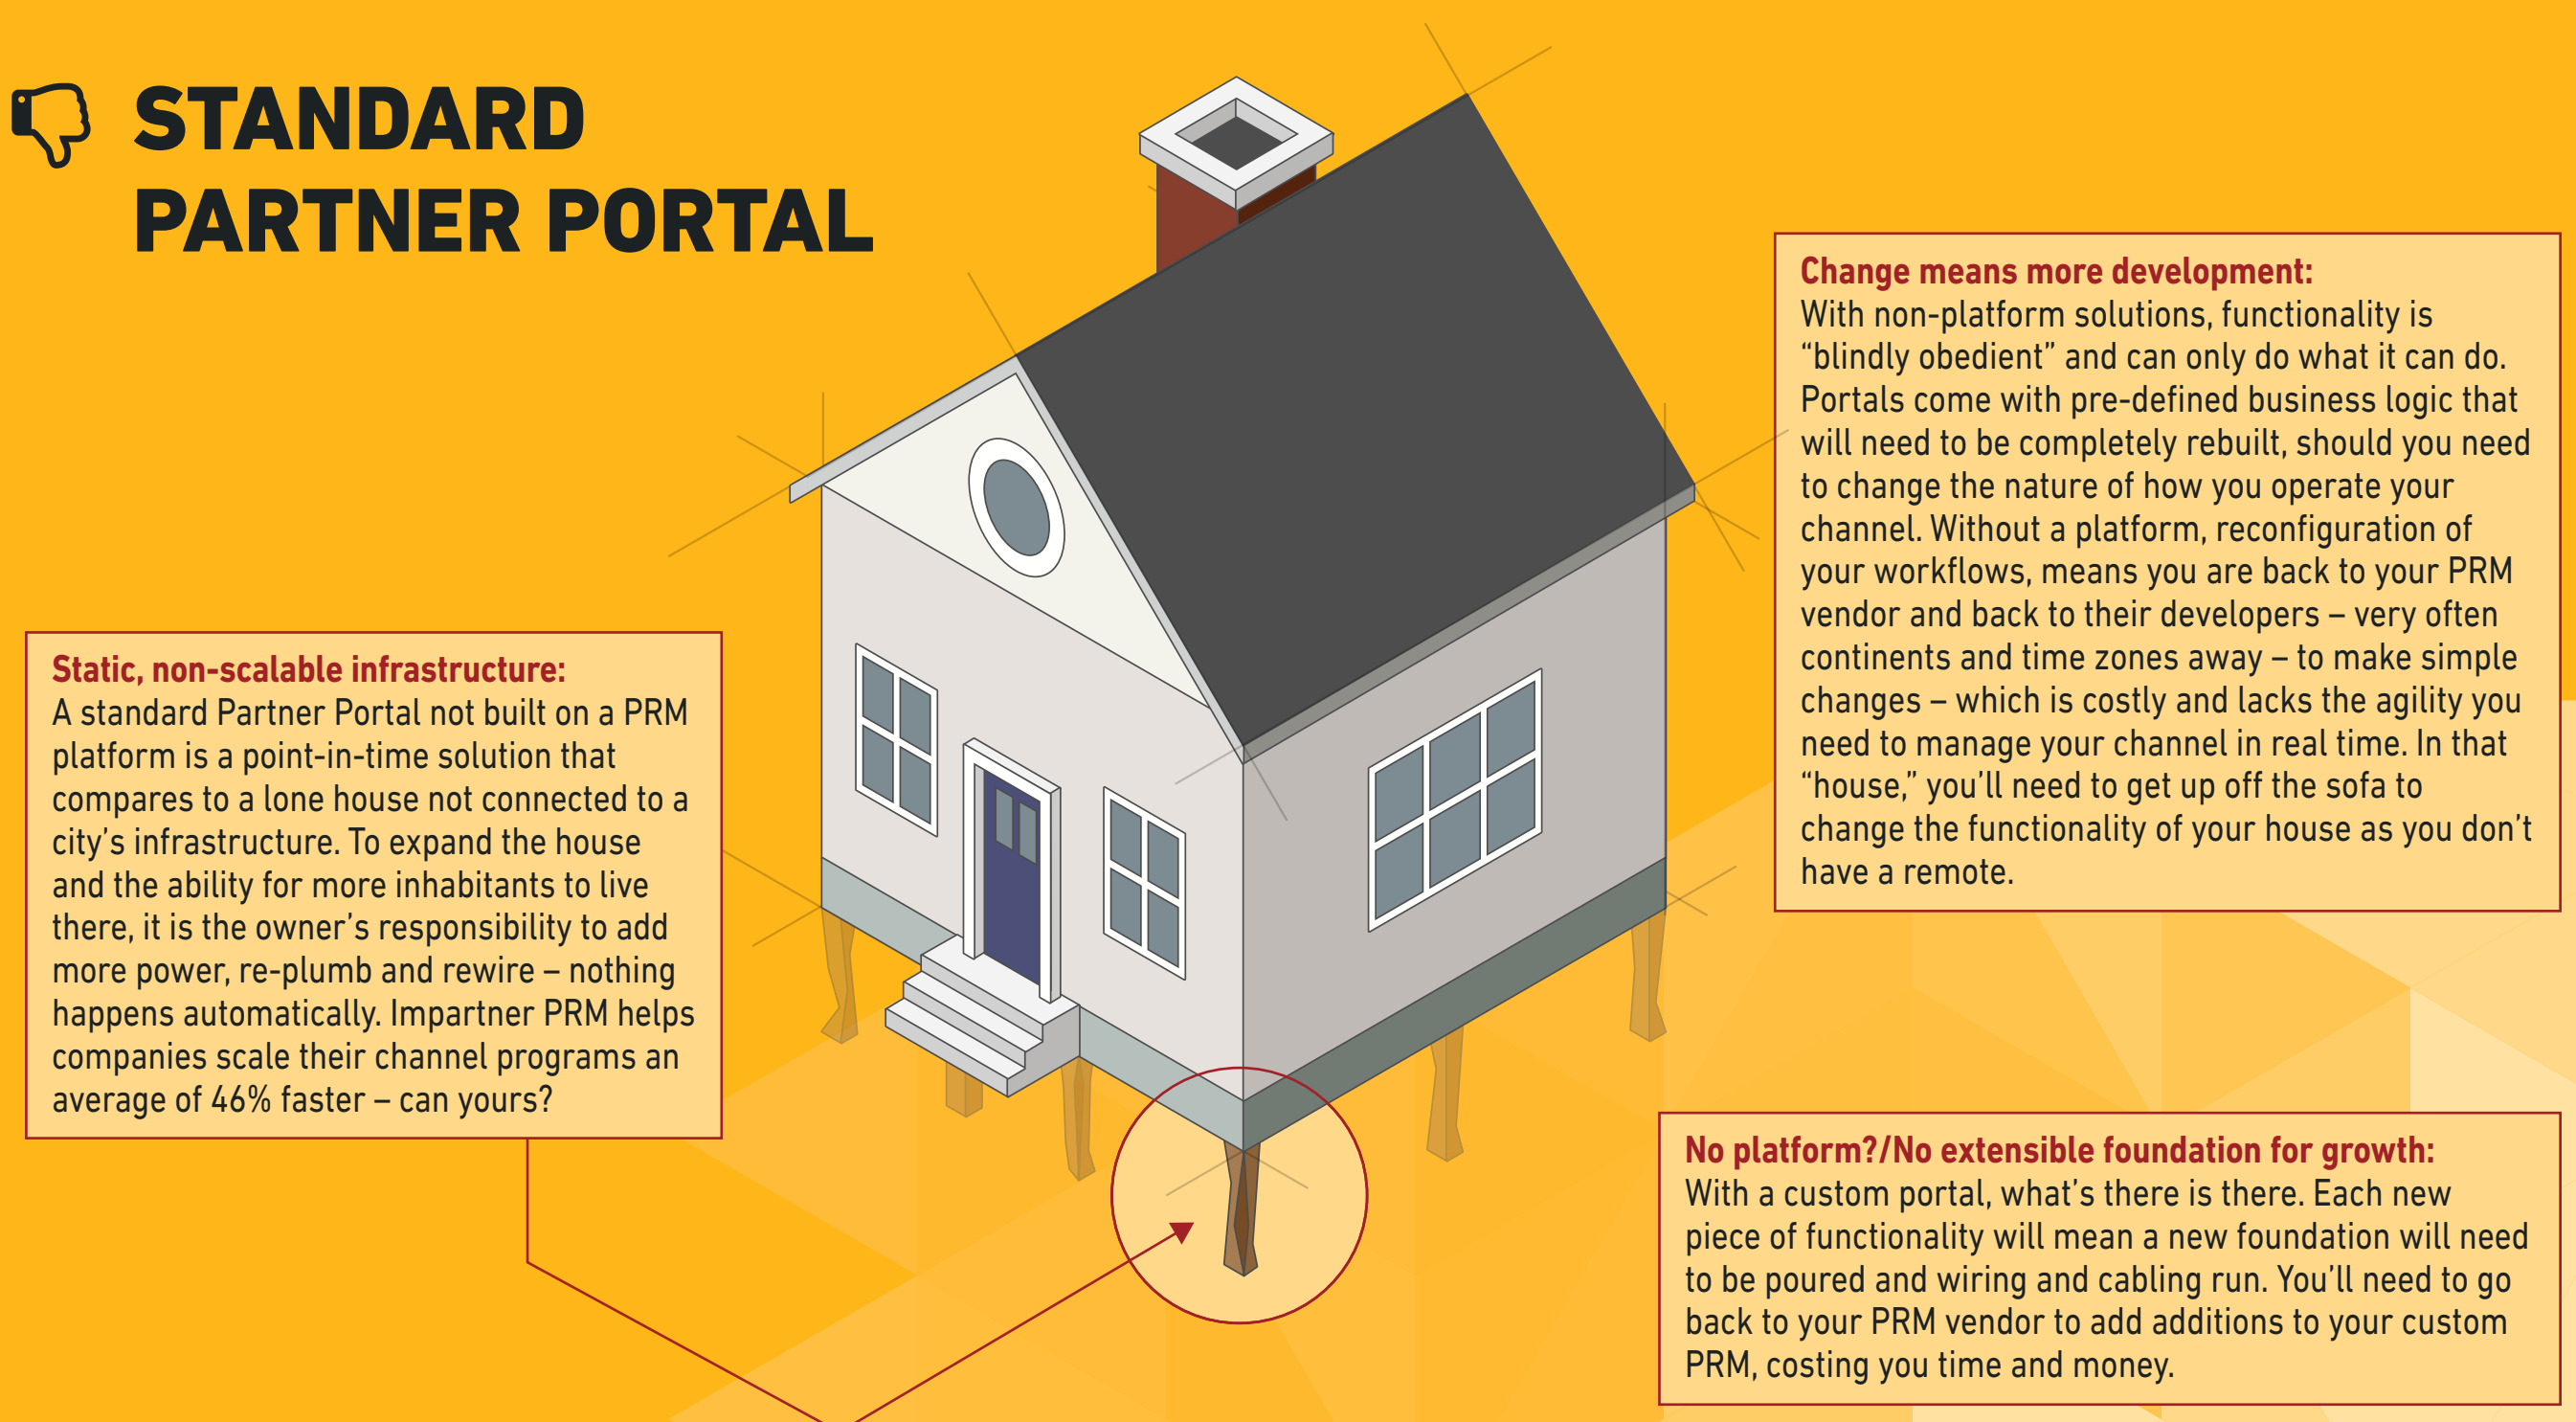 STANDARD
PARTNER PORTAL
Static, non-scalable infrastructure:
A standard Partner Portal not built on a PRM
platform is a point-in-time solution that
compares to a lone house not connected to a
city’s infrastructure. To expand the house
and the ability for more inhabitants to live
there, it is the owner’s responsibility to add
more power, re-plumb and rewire – nothing
happens automatically. Impartner PRM helps
companies scale their channel programs an
average of 46% faster – can yours?
Change means more development:
With non-platform solutions, functionality is
“blindly obedient” and can only do what it can do.
Portals come with pre-defined business logic that
will need to be completely rebuilt, should you need
to change the nature of how you operate your
channel. Without a platform, reconfiguration of
your workflows, means you are back to your PRM
vendor and back to their developers – very often
continents and time zones away – to make simple
changes – which is costly and lacks the agility you
need to manage your channel in real time. In that
“house,” you’ll need to get up off the sofa to
change the functionality of your house as you don’t
have a remote.
No platform?/No extensible foundation for growth:
With a custom portal, what’s there is there. Each new
piece of functionality will mean a new foundation will need
to be poured and wiring and cabling run. You’ll need to go
back to your PRM vendor to add additions to your custom
PRM, costing you time and money.